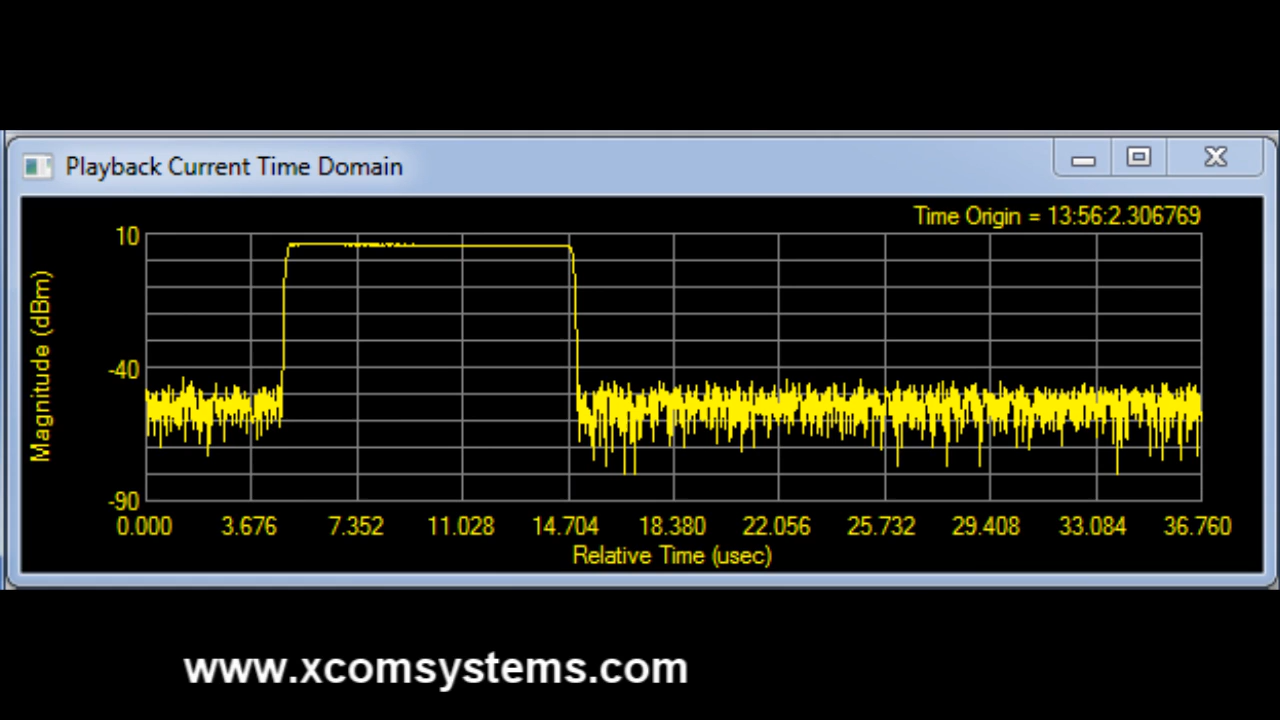 Playback Current Time Domain
Time Origin = 13:56:2.306769
10
-40
-90
Magnitude (dBm)
0.000 3.676 7.352 11.028 14.704 18.380 22.056 25.732 29.408 33.084 36.760
Relative Time (usec)
www.xcomsystems.com